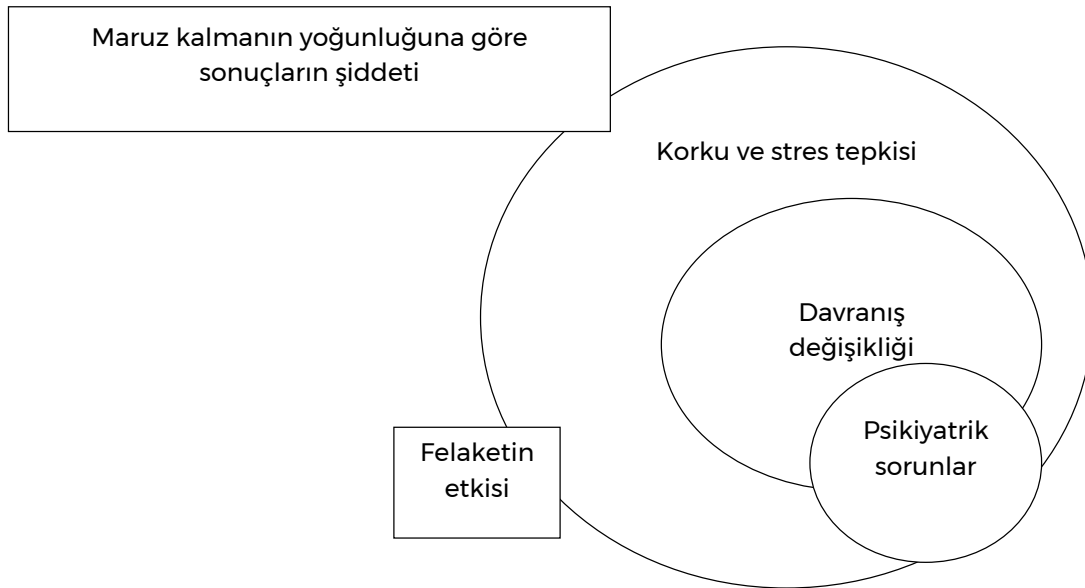 Maruz kalmanın yoğunluğuna göre
sonuçların şiddeti
Korku ve stres tepkisi
Davranış
değişikliği
Psikiyatrik
sorunlar
Felaketin
etkisi